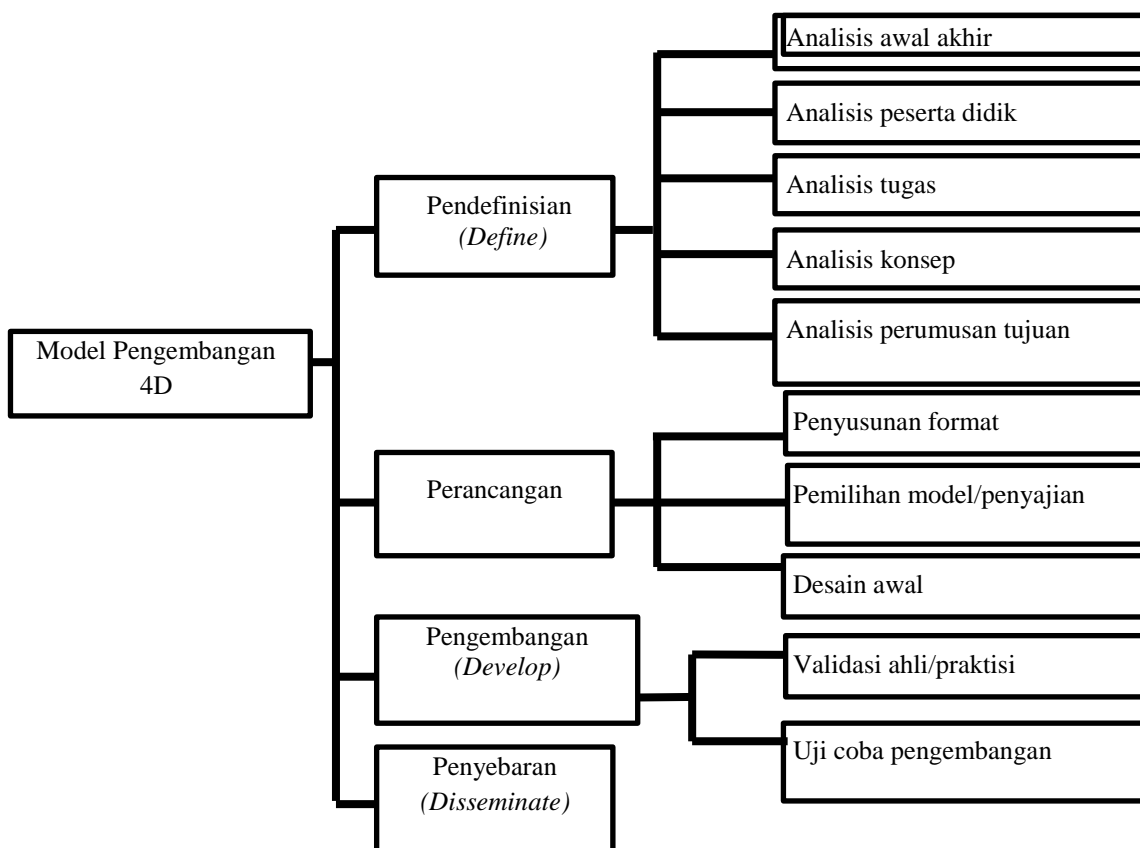 Model Pengembangan
4D
Pendefinisian
(Define)
Analisis awal akhir
Analisis peserta didik
Analisis tugas
Analisis konsep
Analisis perumusan tujuan
Perancangan
Penyusunan format
Pemilihan model/penyajian
Desain awal
Pengembangan
(Develop)
Validasi ahli/praktisi
Uji coba pengembangan
Penyebaran
(Disseminate)